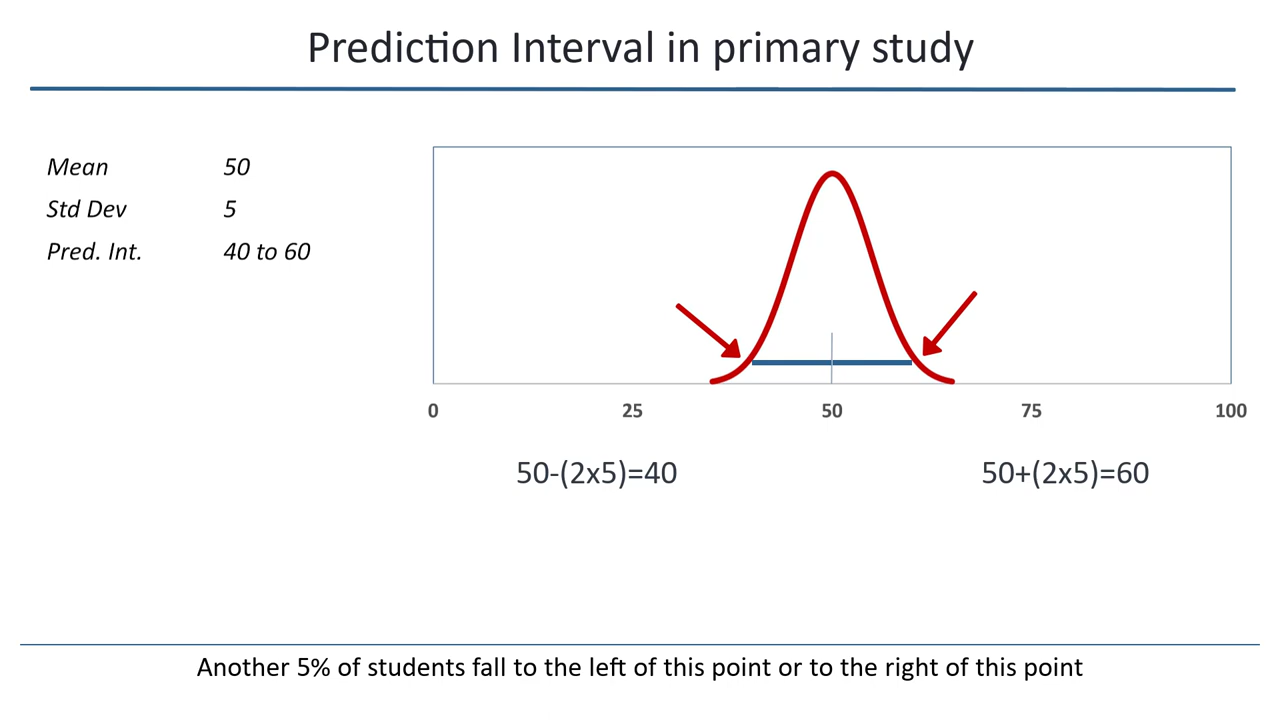 Prediction Interval in primary study
Mean 50
Std Dev 5
Pred. Int. 40 to 60
0 25 50 75 100
50-(2x5)=40 50+(2x5)=60
Another 5% of students fall to the left of this point or to the right of this point